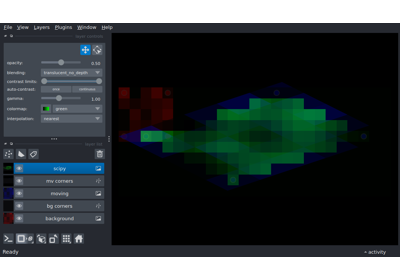 File View Layers Plugins Window Help
opacity: 0.50
blending: translucent_no_depth
contrast limits:
auto-contrast: once continuous
gamma: 1.00
colormap: green
interpolation: nearest
scipy
mv corners
moving
bg corners
background
Ready activity